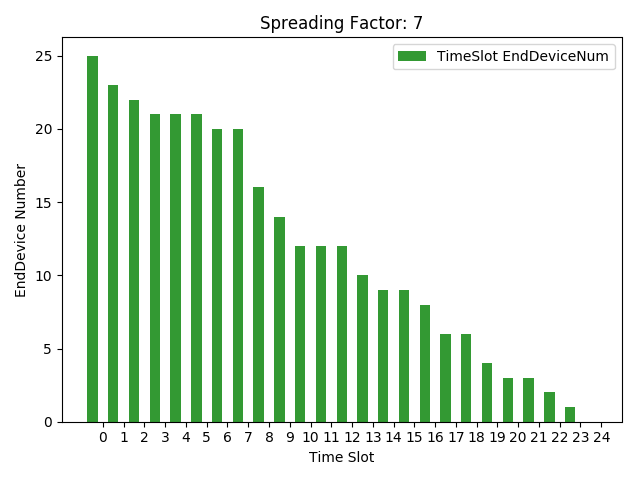 Spreading Factor: 7
TimeSlot EndDeviceNum
EndDevice Number
25
20
15
10
5
0
0 1 2 3 4 5 6 7 8 9 10 11 12 13 14 15 16 17 18 19 20 21 22 23 24
Time Slot